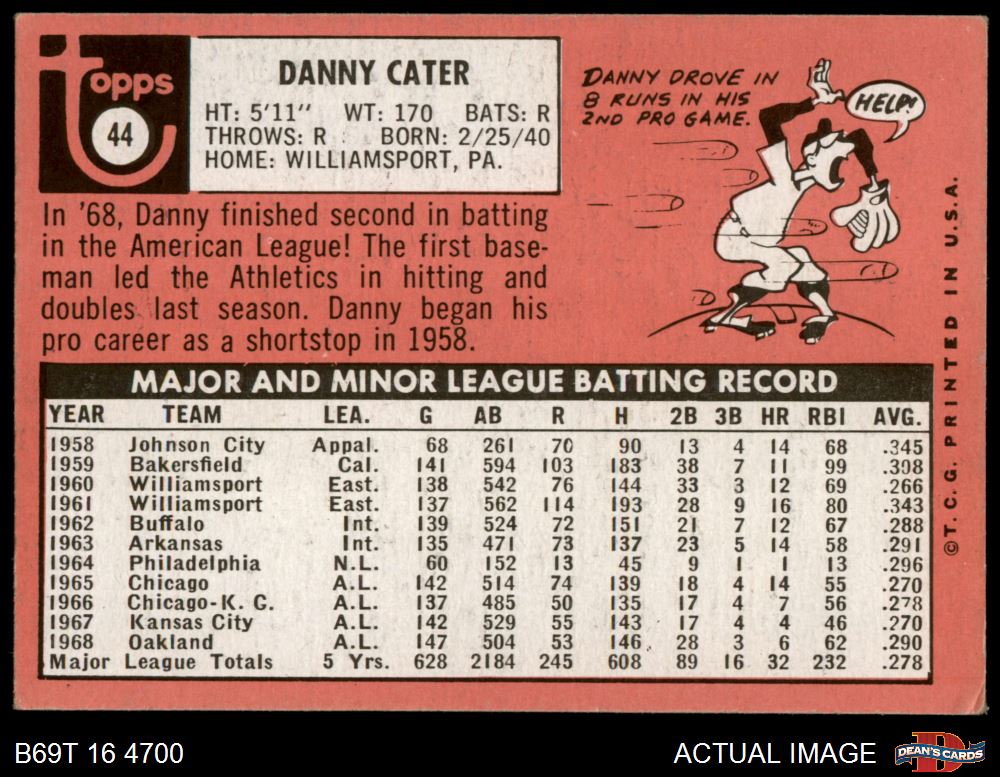 Topps
44
DANNY CATER
HT: 5'11" WT: 170 BATS: R
THROWS: R BORN: 2/25/40
HOME: WILLIAMSPORT, PA.
DANNY DROVE IN
8 RUNS IN HIS
2ND PRO GAME.
HELP!
In '68, Danny finished second in batting
in the American League! The first base-
man led the Athletics in hitting and
doubles last season. Danny began his
pro career as a shortstop in 1958.
©T.C.G. PRINTED IN U.S.A.
MAJOR AND MINOR LEAGUE BATTING RECORD
YEAR TEAM LEA. G AB R H 2B 3B HR RBI AVG.
1958 Johnson City Appal. 68 261 70 90 13 4 14 68 .345
1959 Bakersfield Cal. 141 594 103 183 38 7 11 99 .308
1960 Williamsport East. 138 542 76 144 33 3 12 69 .266
1961 Williamsport East. 137 562 114 193 28 9 16 80 .343
1962 Buffalo Int. 139 524 72 151 21 7 12 67 .288
1963 Arkansas Int. 135 471 73 137 23 5 14 58 .291
1964 Philadelphia N.L. 60 152 13 45 9 1 1 13 .296
1965 Chicago A.L. 142 514 74 139 18 4 14 55 .270
1966 Chicago-K. C. A.L. 137 485 50 135 17 4 7 56 .278
1967 Kansas City A.L. 142 529 55 143 17 4 4 46 .270
1968 Oakland A.L. 147 504 53 146 28 3 6 62 .290
Major League Totals 5 Yrs. 628 2184 245 608 89 16 32 232 .278
B69T 16 4700
ACTUAL IMAGE
D
DEAN'S CARDS